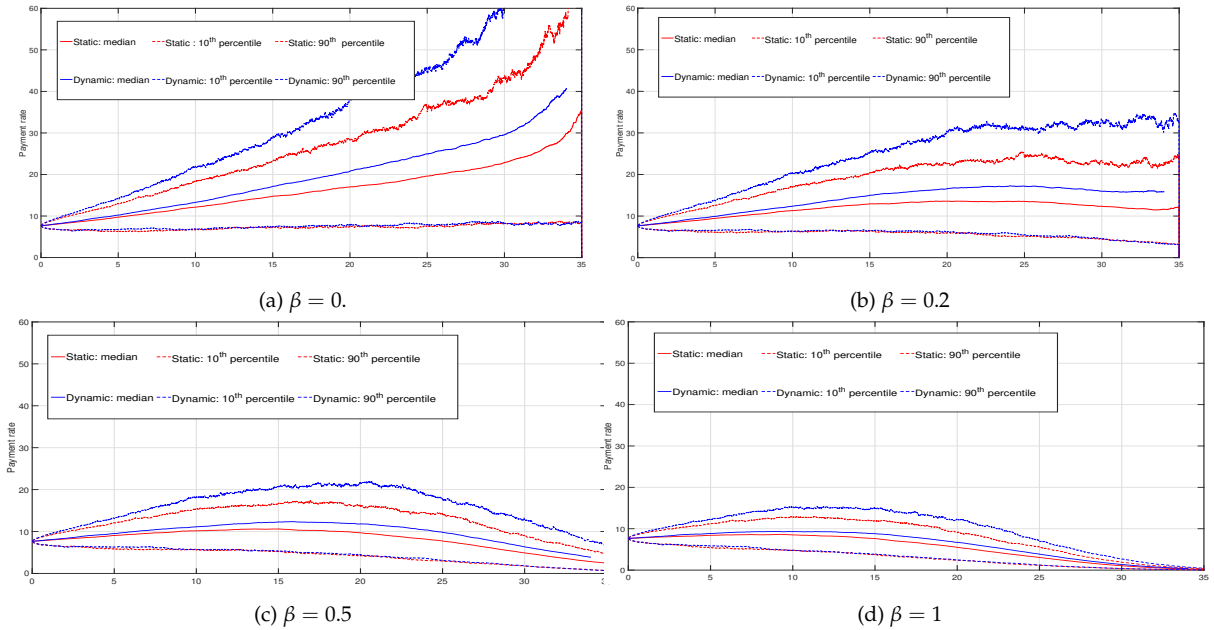 60
50
40
30
20
10
0
Payment rate
Static: median Static : 10th percentile Static: 90th percentile
Dynamic: median Dynamic: 10th percentile Dynamic: 90th percentile
0 5 10 15 20 25 30 35
(a) β = 0.
60
50
40
30
20
10
0
Payment rate
Static: median Static: 10th percentile Static: 90th percentile
Dynamic: median Dynamic: 10th percentile Dynamic: 90th percentile
0 5 10 15 20 25 30 35
(b) β = 0.2
60
50
40
30
20
10
0
Payment rate
Static: median Static: 10th percentile Static: 90th percentile
Dynamic: median Dynamic: 10th percentile Dynamic: 90th percentile
0 5 10 15 20 25 30
(c) β = 0.5
60
50
40
30
20
10
0
Payment rate
Static: median Static: 10th percentile Static: 90th percentile
Dynamic: median Dynamic: 10th percentile Dynamic: 90th percentile
0 5 10 15 20 25 30 35
(d) β = 1